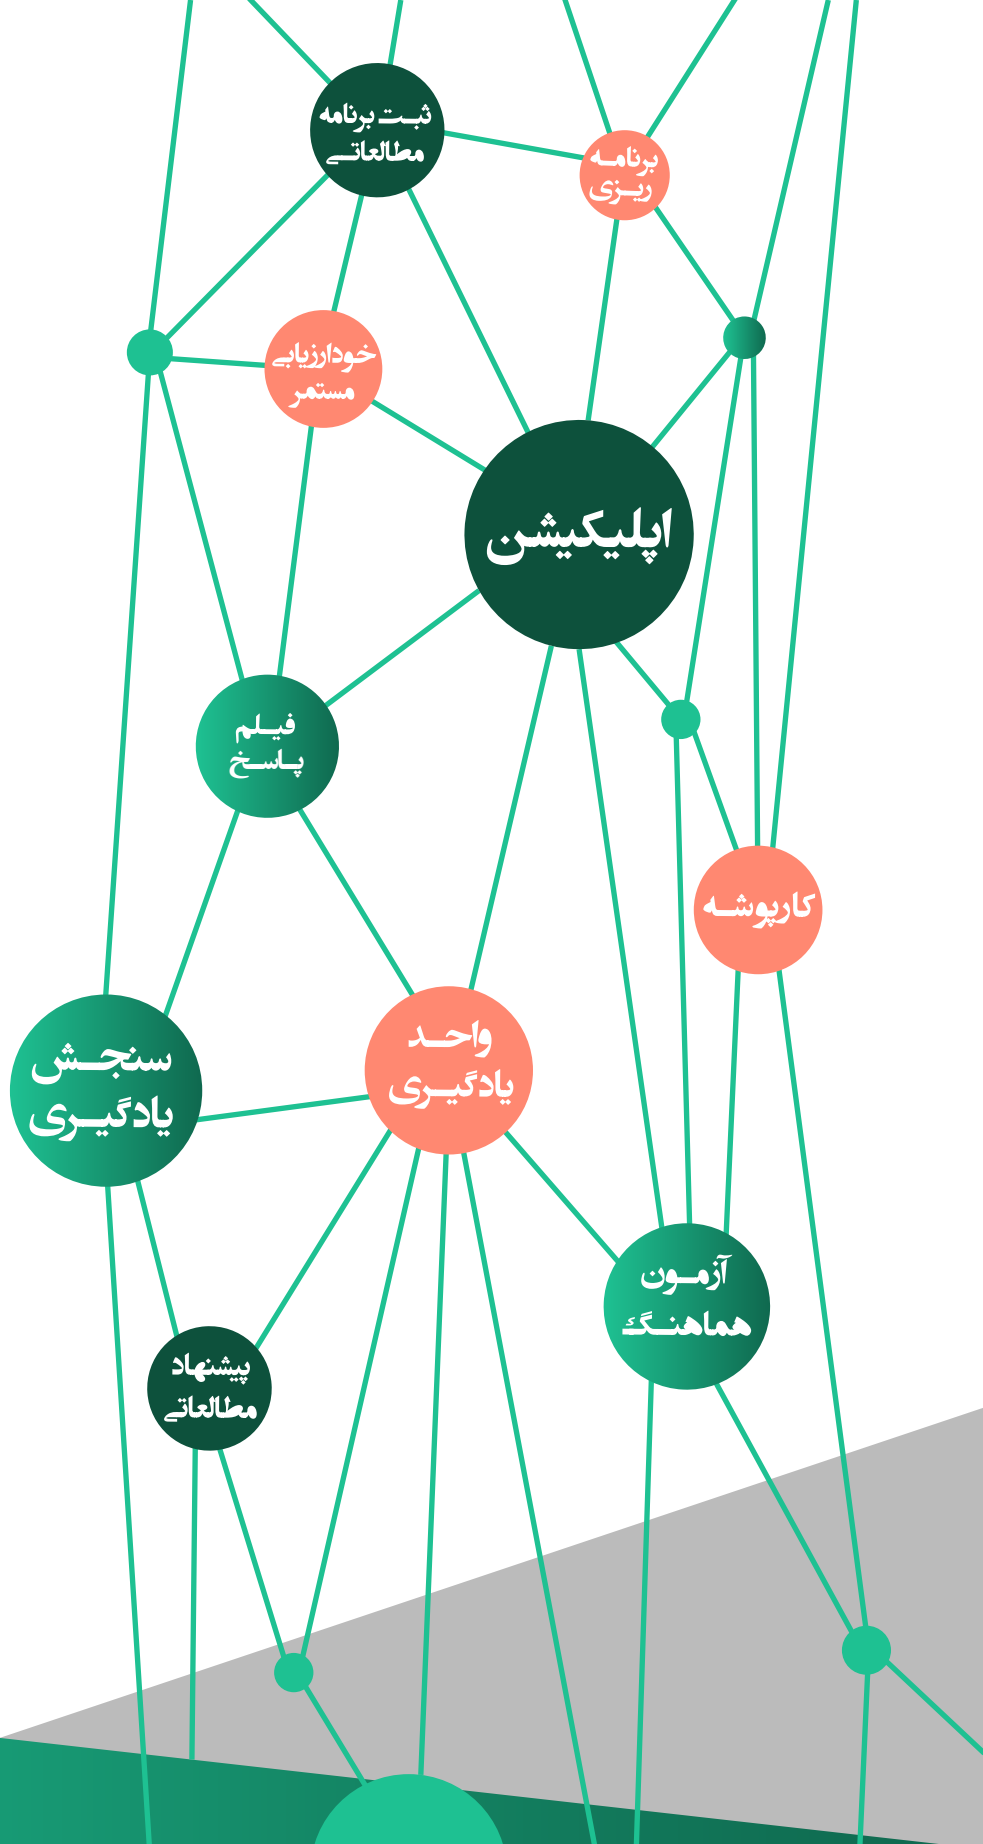 ثبت برنامه
مطالعاتی
برنامه
ریزی
خودارزیابی
مستمر
اپلیکیشن
فیلم
پاسخ
کارپوشه
واحد
یادگیری
سنجش
یادگیری
آزمون
هماهنگ
پیشنهاد
مطالعاتی